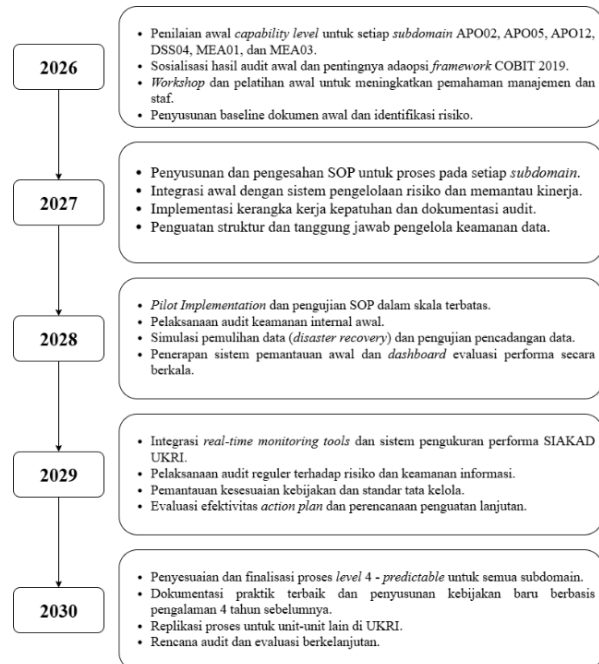 2026
• Penilaian awal capability level untuk setiap subdomain APO02, APO05, APO12,
DSS04, MEA01, dan MEA03.
• Sosialisasi hasil audit awal dan pentingnya adaopsi framework COBIT 2019.
• Workshop dan pelatihan awal untuk meningkatkan pemahaman manajemen dan
staf.
• Penyusunan baseline dokumen awal dan identifikasi risiko.
2027
• Penyusunan dan pengesahan SOP untuk proses pada setiap subdomain.
• Integrasi awal dengan sistem pengelolaan risiko dan memantau kinerja.
• Implementasi kerangka kerja kepatuhan dan dokumentasi audit.
• Penguatan struktur dan tanggung jawab pengelola keamanan data.
2028
• Pilot Implementation dan pengujian SOP dalam skala terbatas.
• Pelaksanaan audit keamanan internal awal.
• Simulasi pemulihan data (disaster recovery) dan pengujian pencadangan data.
• Penerapan sistem pemantauan awal dan dashboard evaluasi performa secara
berkala.
2029
• Integrasi real-time monitoring tools dan sistem pengukuran performa SIAKAD
UKRI.
• Pelaksanaan audit reguler terhadap risiko dan keamanan informasi.
• Pemantauan kesesuaian kebijakan dan standar tata kelola.
• Evaluasi efektivitas action plan dan perencanaan penguatan lanjutan.
2030
• Penyesuaian dan finalisasi proses level 4 - predictable untuk semua subdomain.
• Dokumentasi praktik terbaik dan penyusunan kebijakan baru berbasis
pengalaman 4 tahun sebelumnya.
• Replikasi proses untuk unit-unit lain di UKRI.
• Rencana audit dan evaluasi berkelanjutan.